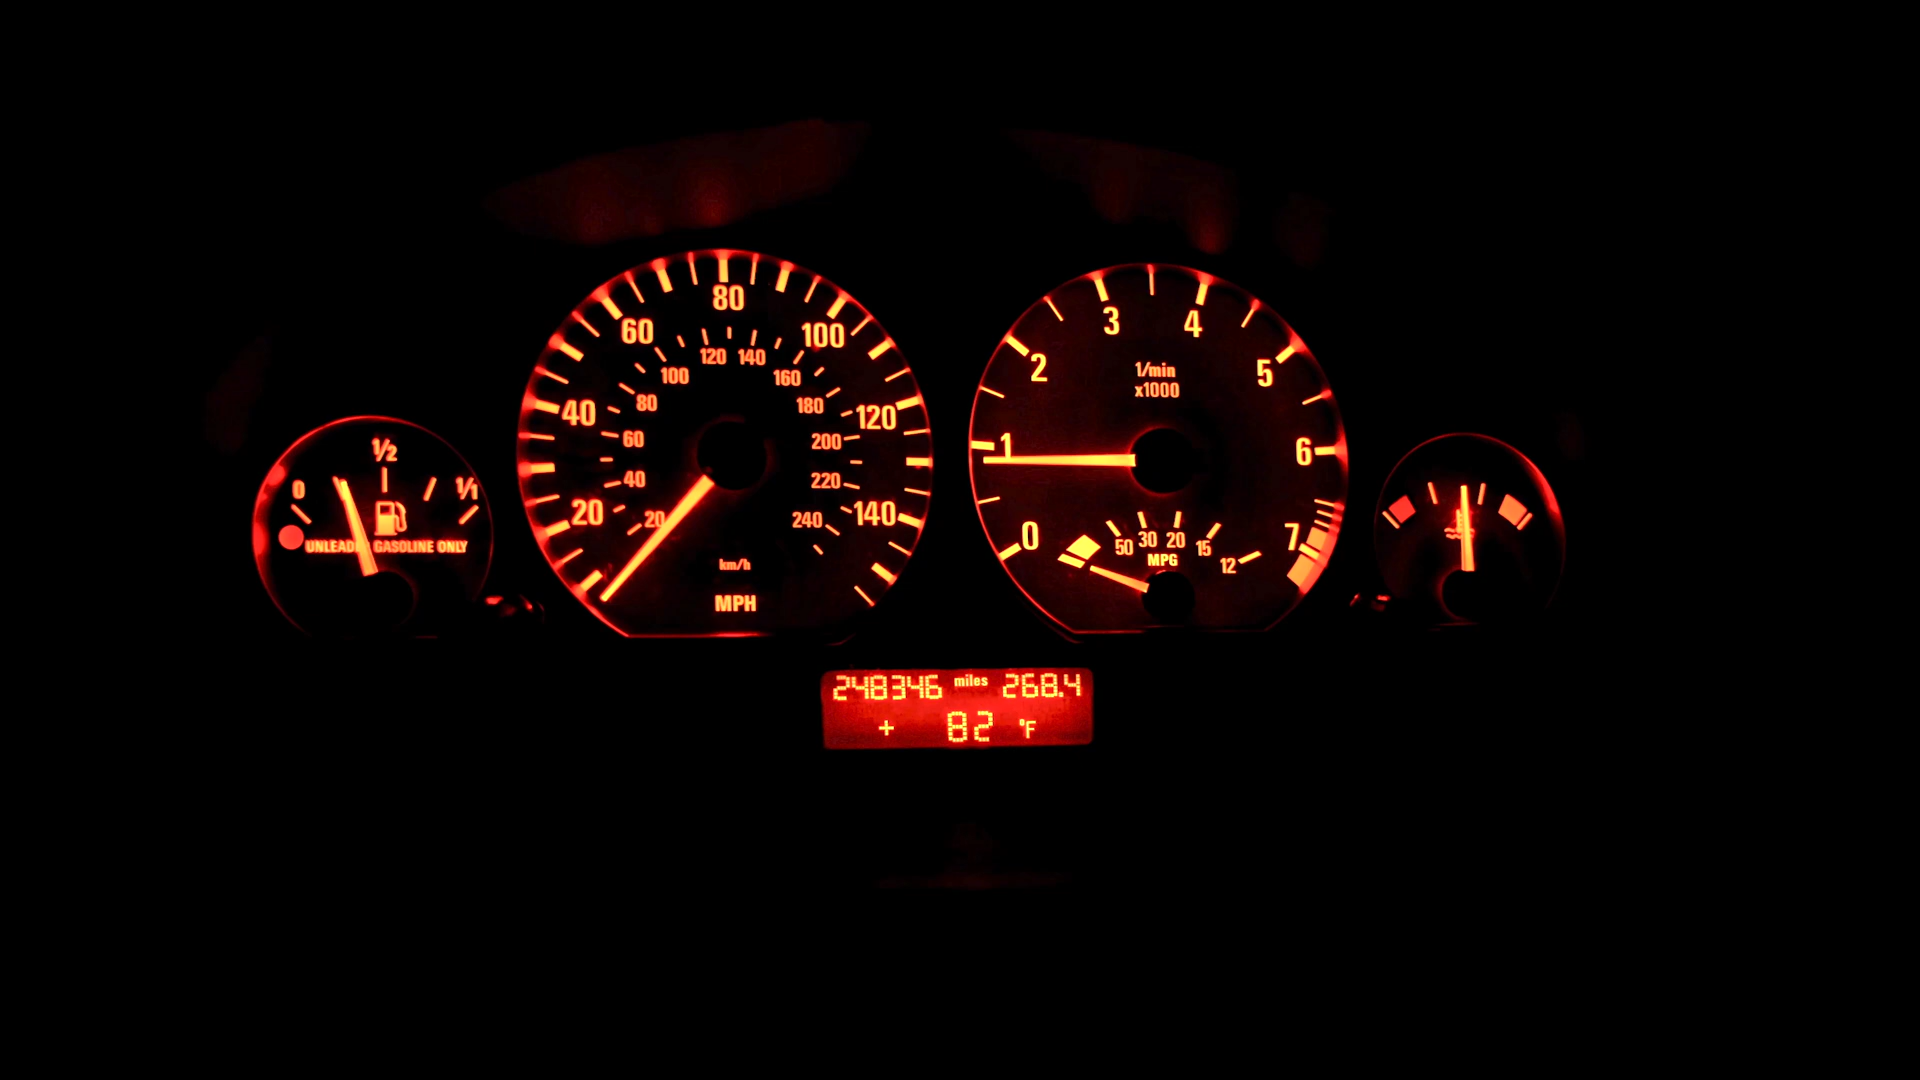 0 1/2 1/1
UNLEAD GASOLINE ONLY
20 40 60 80 100 120 140
20 40 60 80 100 120 140 160 180 200 220 240
km/h
MPH
0 1 2 3 4 5 6 7
1/min
x1000
50 30 20 15 12
MPG
248346 miles 268.4
+ 82 °F